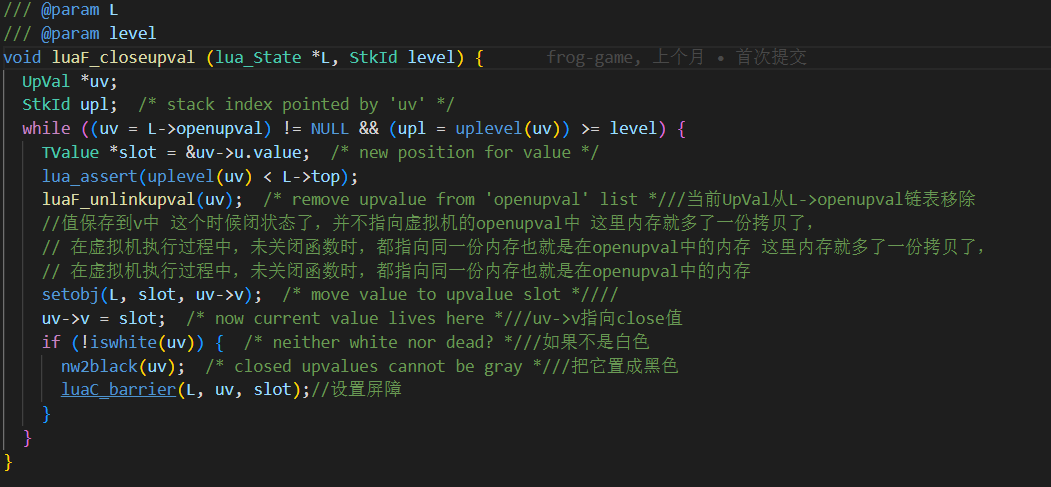 /// @param L
/// @param level
void luaF_closeupval (lua_State *L, StkId level) {      frog-game, 上个月 • 首次提交
  UpVal *uv;
  StkId upl;  /* stack index pointed by 'uv' */
  while ((uv = L->openupval) != NULL && (upl = uplevel(uv)) >= level) {
    TValue *slot = &uv->u.value;  /* new position for value */
    lua_assert(uplevel(uv) < L->top);
    luaF_unlinkupval(uv);  /* remove upvalue from 'openupval' list *///当前UpVal从L->openupval链表移除
    //值保存到v中 这个时候闭状态了，并不指向虚拟机的openupval中 这里内存就多了一份拷贝了，
    // 在虚拟机执行过程中，未关闭函数时，都指向同一份内存也就是在openupval中的内存 这里内存就多了一份拷贝了，
    // 在虚拟机执行过程中，未关闭函数时，都指向同一份内存也就是在openupval中的内存
    setobj(L, slot, uv->v);  /* move value to upvalue slot *////
    uv->v = slot;  /* now current value lives here *///uv->v指向close值
    if (!iswhite(uv)) {  /* neither white nor dead? *///如果不是白色
      nw2black(uv);  /* closed upvalues cannot be gray *///把它置成黑色
      luaC_barrier(L, uv, slot);//设置屏障
    }
  }
}